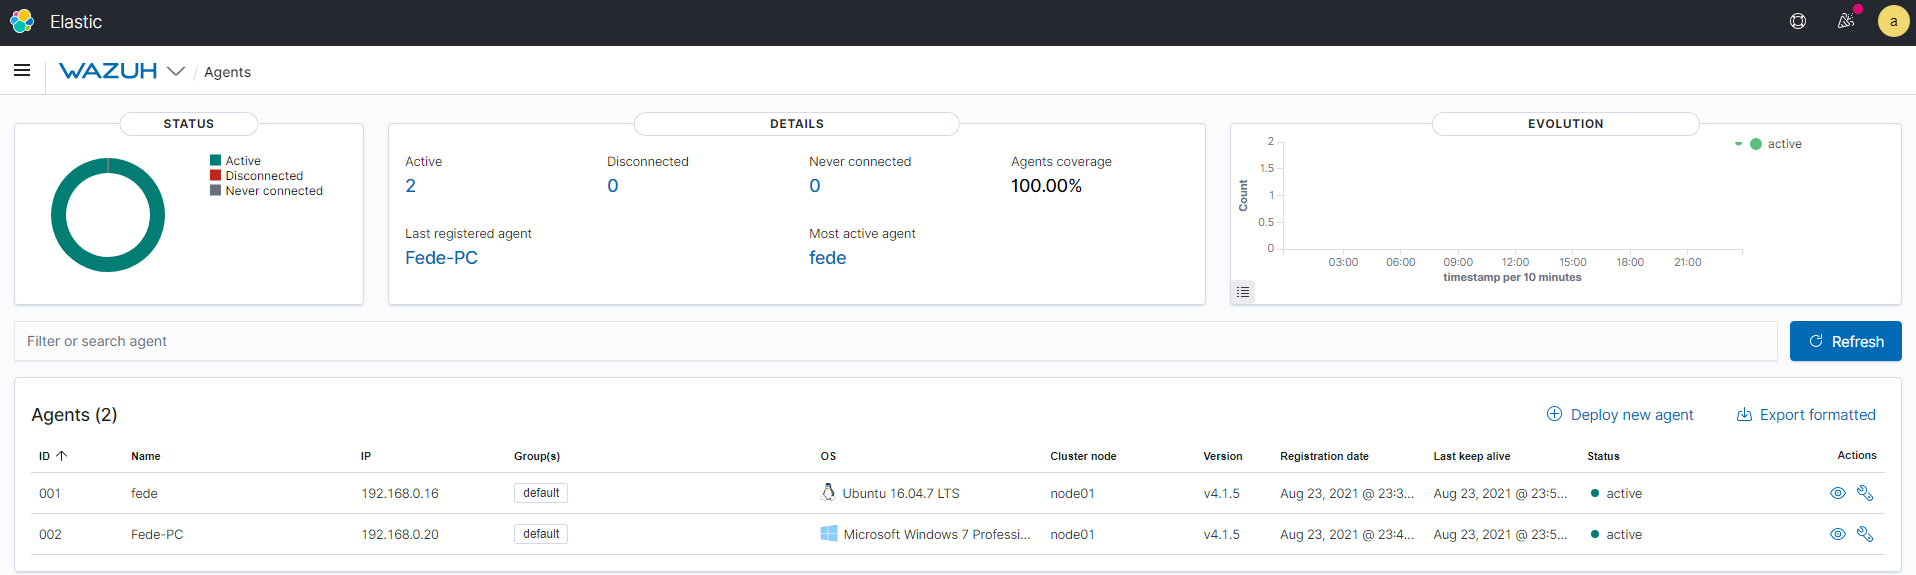 Elastic
a
WAZUH / Agents
STATUS
Active
Disconnected
Never connected
DETAILS
Active
2
Disconnected
0
Never connected
0
Agents coverage
100.00%
Last registered agent
Fede-PC
Most active agent
fede
EVOLUTION
2
1.5
1
0.5
0
Count
03:00 06:00 09:00 12:00 15:00 18:00 21:00
timestamp per 10 minutes
active
Filter or search agent
Refresh
Agents (2)
Deploy new agent
Export formatted
ID Name IP Group(s) OS Cluster node Version Registration date Last keep alive Status Actions
001 fede 192.168.0.16 default Ubuntu 16.04.7 LTS node01 v4.1.5 Aug 23, 2021 @ 23:3... Aug 23, 2021 @ 23:5... active
002 Fede-PC 192.168.0.20 default Microsoft Windows 7 Professi... node01 v4.1.5 Aug 23, 2021 @ 23:4... Aug 23, 2021 @ 23:5... active